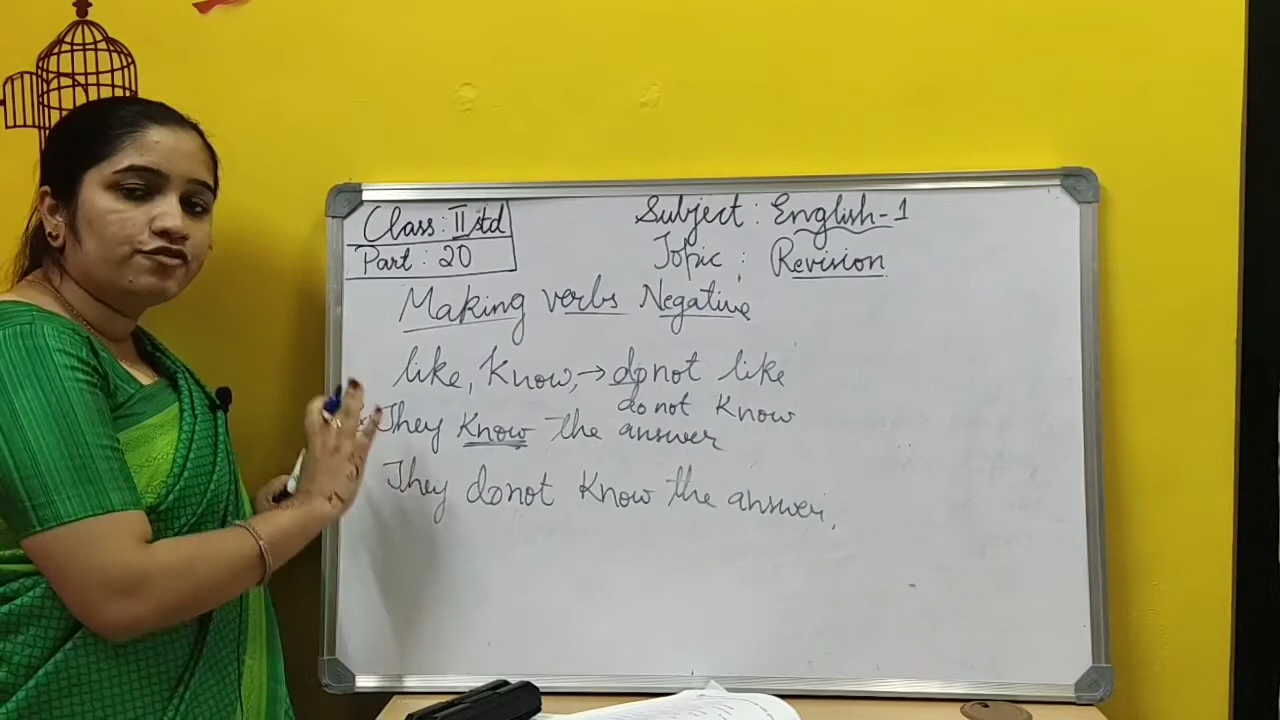 Class: II std
Part: 20
Subject: English-1
Topic: Revision
Making verbs Negative
like, Know, → do not like
do not Know
They Know the answer
They do not Know the answer.